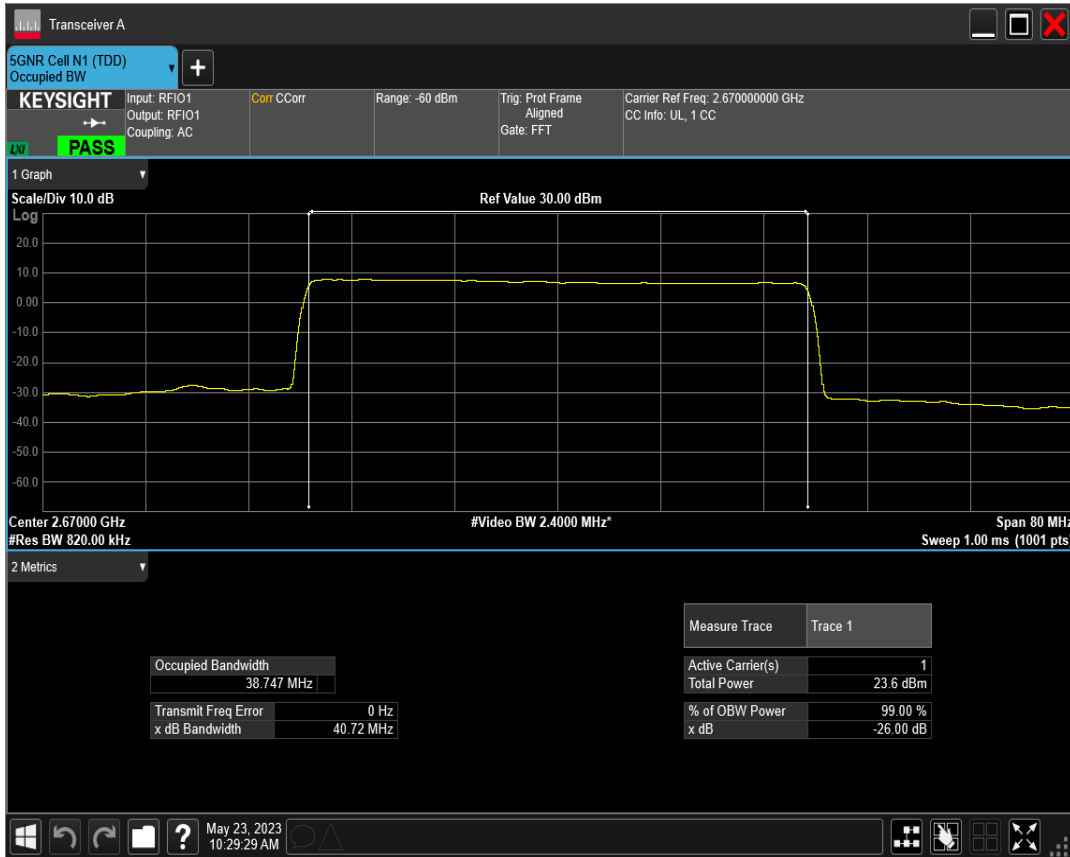 Transceiver A
5GNR Cell N1 (TDD)
Occupied BW
+
KEYSIGHT
LXI
PASS
Input: RFIO1
Output: RFIO1
Coupling: AC
Corr CCorr
Range: -60 dBm
Trig: Prot Frame
Aligned
Gate: FFT
Carrier Ref Freq: 2.670000000 GHz
CC Info: UL, 1 CC
1 Graph
Scale/Div 10.0 dB
Ref Value 30.00 dBm
Log
20.0
10.0
0.00
-10.0
-20.0
-30.0
-40.0
-50.0
-60.0
Center 2.67000 GHz
#Video BW 2.4000 MHz*
Span 80 MHz
#Res BW 820.00 kHz
Sweep 1.00 ms (1001 pts)
2 Metrics
Measure Trace Trace 1
Occupied Bandwidth
38.747 MHz
Active Carrier(s) 1
Total Power 23.6 dBm
Transmit Freq Error 0 Hz
x dB Bandwidth 40.72 MHz
% of OBW Power 99.00 %
x dB -26.00 dB
?
May 23, 2023
10:29:29 AM